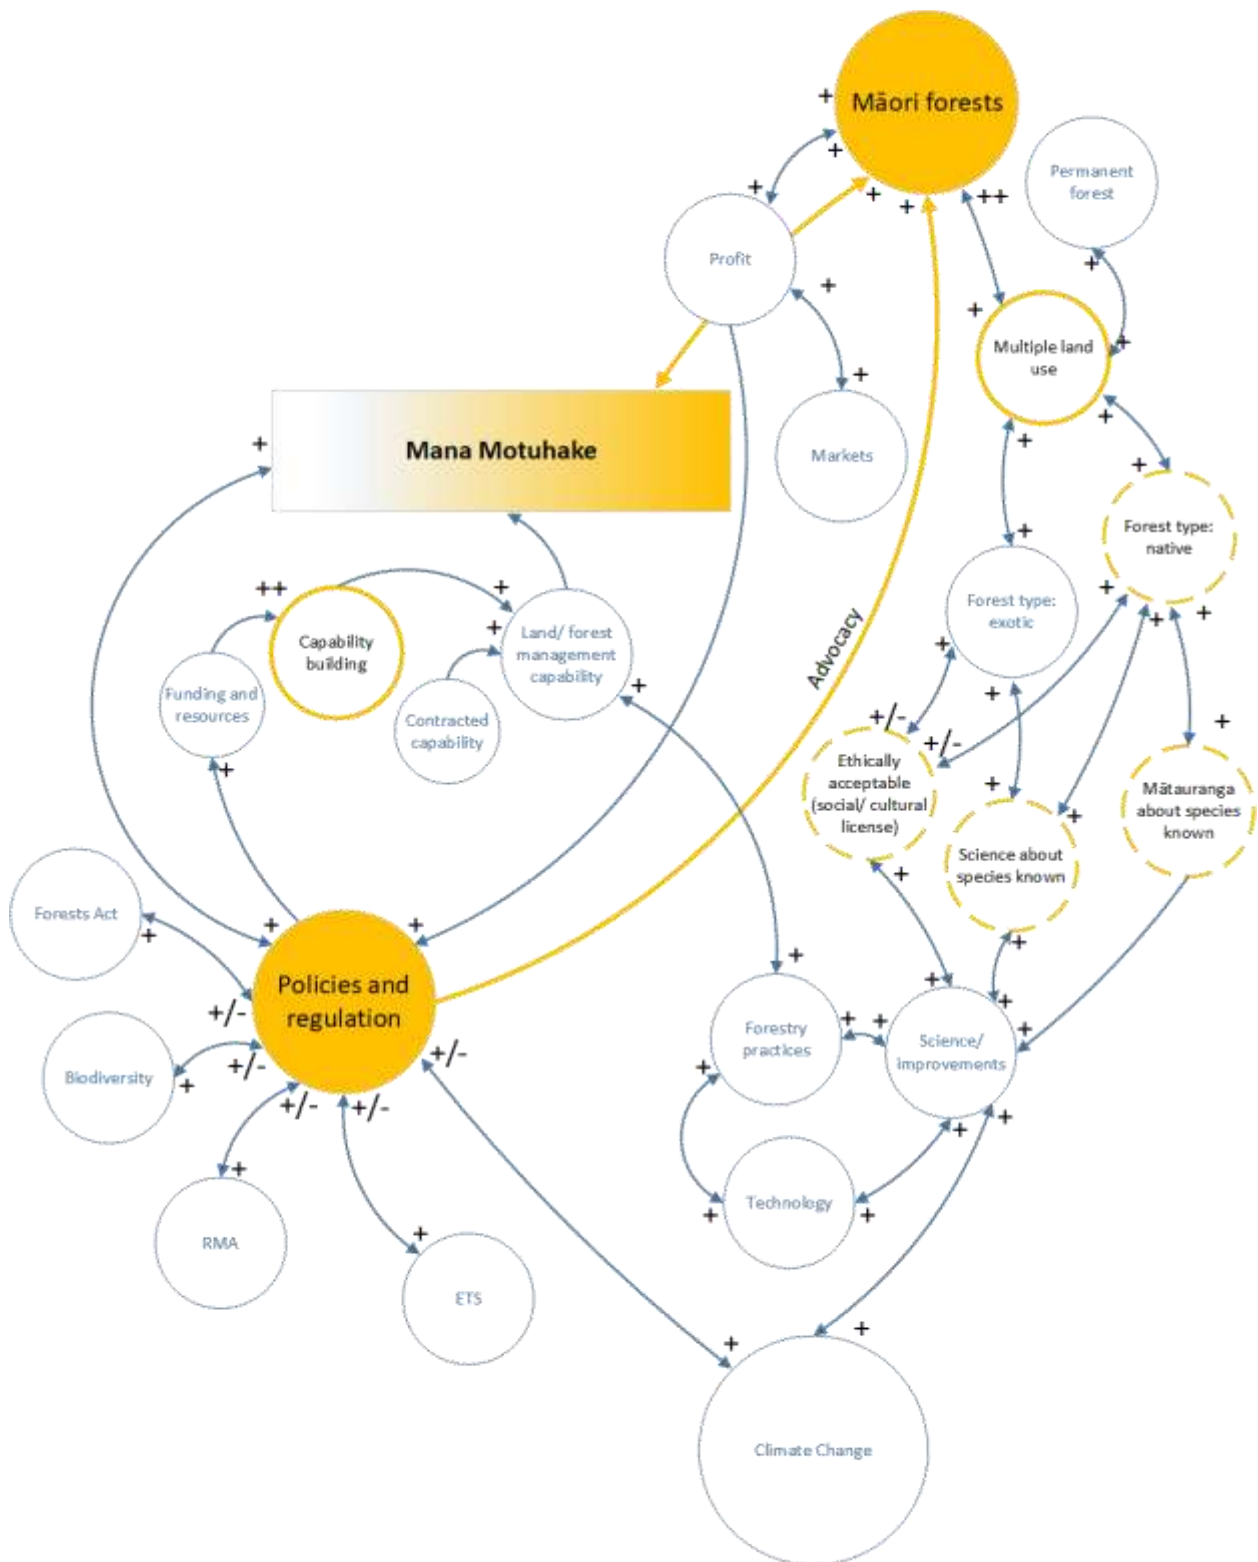 Māori forests
+
+
+
+
+
++
Permanent
forest
+
Profit
+
+
Multiple land
use
+
+
Mana Motuhake
+
+
Markets
+
+
+
Forest type:
native
++
+
+
Forest type:
exotic
+
+
+
Capability
building
Land/ forest
management
capability
+
Funding and
resources
Contracted
capability
+
Advocacy
+
+/-
+/-
+
+
Ethically
acceptable
(social/ cultural
license)
+
+
Mātauranga
about species
known
Science about
species known
+
Forests Act
+
+
+
+
+
+
Policies and
regulation
+/-
+
+
+
Forestry
practices
Science/
improvements
Biodiversity
+
+/-
+/-
+
+
+
+/-
+/-
+
Technology
+
+
RMA
+
ETS
+
+
Climate Change